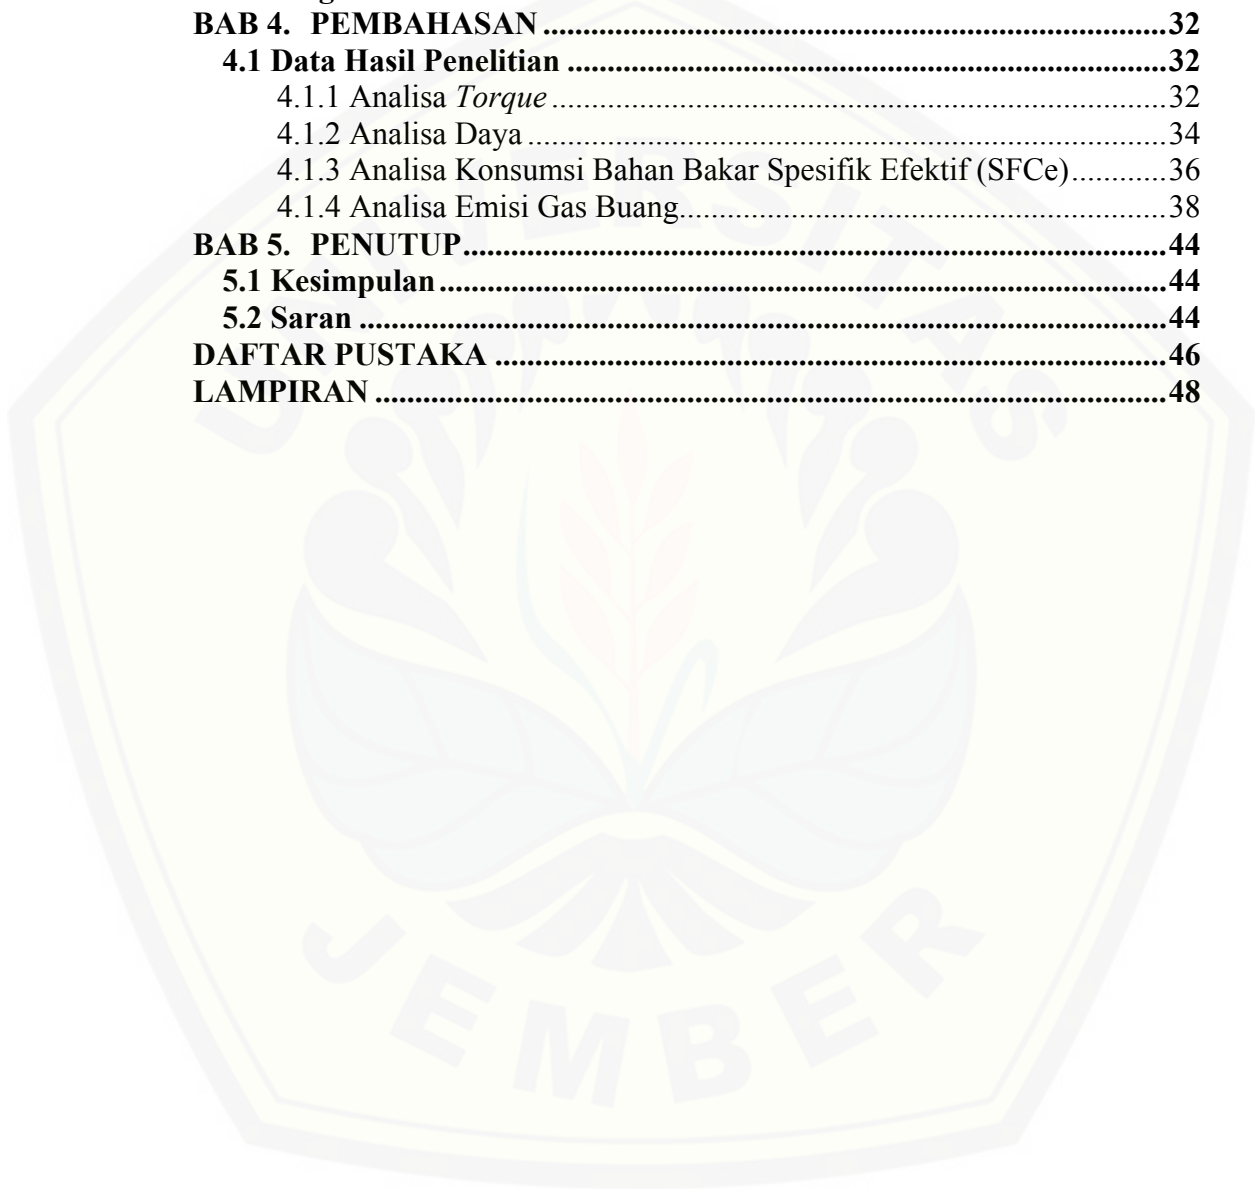 BAB 4. PEMBAHASAN ........................................................................... 32
4.1 Data Hasil Penelitian ........................................................................ 32
4.1.1 Analisa Torque ........................................................................... 32
4.1.2 Analisa Daya .............................................................................. 34
4.1.3 Analisa Konsumsi Bahan Bakar Spesifik Efektif (SFCe) ............ 36
4.1.4 Analisa Emisi Gas Buang ............................................................ 38
BAB 5. PENUTUP .................................................................................... 44
5.1 Kesimpulan ....................................................................................... 44
5.2 Saran ................................................................................................ 44
DAFTAR PUSTAKA ................................................................................ 46
LAMPIRAN .............................................................................................. 48
UNIVERSITAS
JEMBER